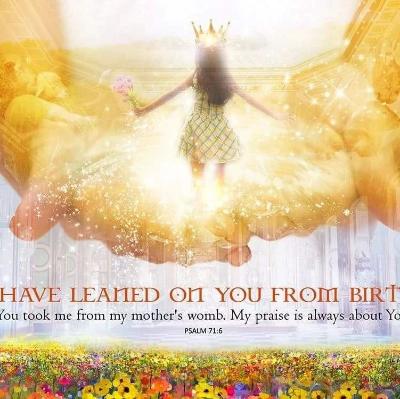 HAVE LEANED ON YOU FROM BIRT
You took me from my mother's womb. My praise is always about Yo
PSALM 71:6